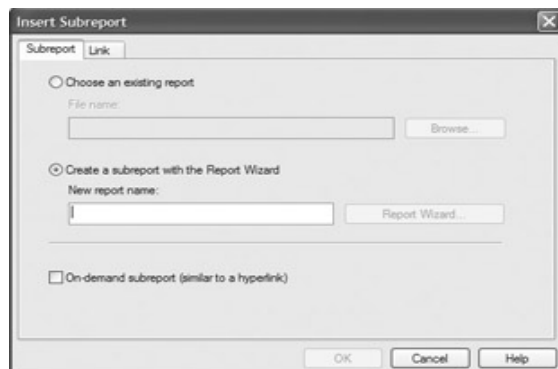 Insert Subreport
Subreport Link
Choose an existing report
File name:
Browse...
Create a subreport with the Report Wizard
New report name:
Report Wizard...
On-demand subreport (similar to a hyperlink)
OK Cancel Help